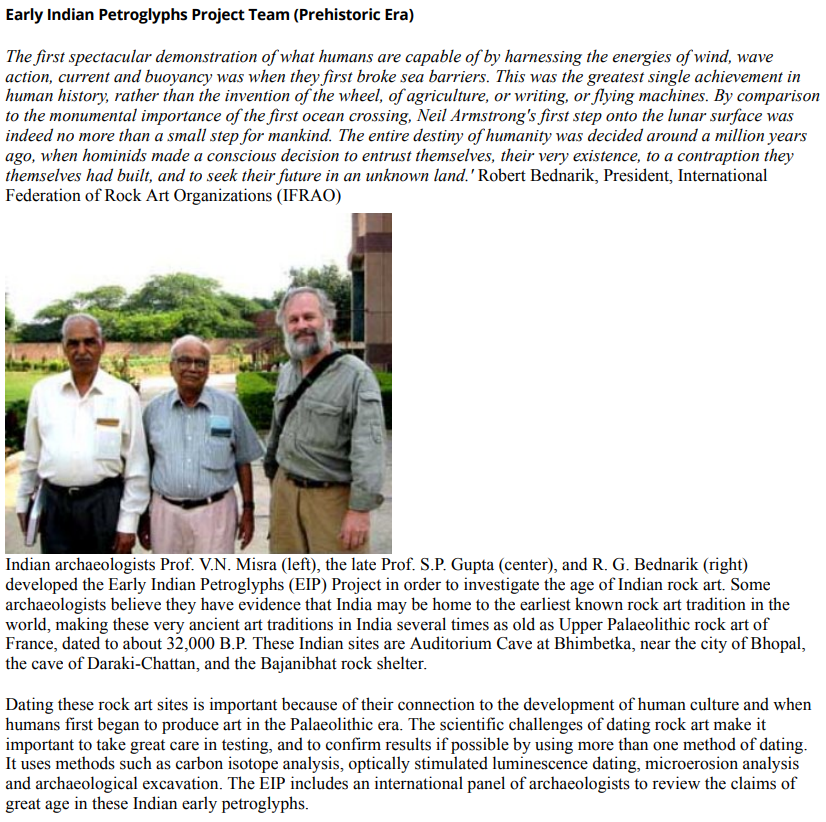 Early Indian Petroglyphs Project Team (Prehistoric Era)
The first spectacular demonstration of what humans are capable of by harnessing the energies of wind, wave
action, current and buoyancy was when they first broke sea barriers. This was the greatest single achievement in
human history, rather than the invention of the wheel, of agriculture, or writing, or flying machines. By comparison
to the monumental importance of the first ocean crossing, Neil Armstrong's first step onto the lunar surface was
indeed no more than a small step for mankind. The entire destiny of humanity was decided around a million years
ago, when hominids made a conscious decision to entrust themselves, their very existence, to a contraption they
themselves had built, and to seek their future in an unknown land.' Robert Bednarik, President, International
Federation of Rock Art Organizations (IFRAO)
Indian archaeologists Prof. V.N. Misra (left), the late Prof. S.P. Gupta (center), and R. G. Bednarik (right)
developed the Early Indian Petroglyphs (EIP) Project in order to investigate the age of Indian rock art. Some
archaeologists believe they have evidence that India may be home to the earliest known rock art tradition in the
world, making these very ancient art traditions in India several times as old as Upper Palaeolithic rock art of
France, dated to about 32,000 B.P. These Indian sites are Auditorium Cave at Bhimbetka, near the city of Bhopal,
the cave of Daraki-Chattan, and the Bajanibhat rock shelter.
Dating these rock art sites is important because of their connection to the development of human culture and when
humans first began to produce art in the Palaeolithic era. The scientific challenges of dating rock art make it
important to take great care in testing, and to confirm results if possible by using more than one method of dating.
It uses methods such as carbon isotope analysis, optically stimulated luminescence dating, microerosion analysis
and archaeological excavation. The EIP includes an international panel of archaeologists to review the claims of
great age in these Indian early petroglyphs.